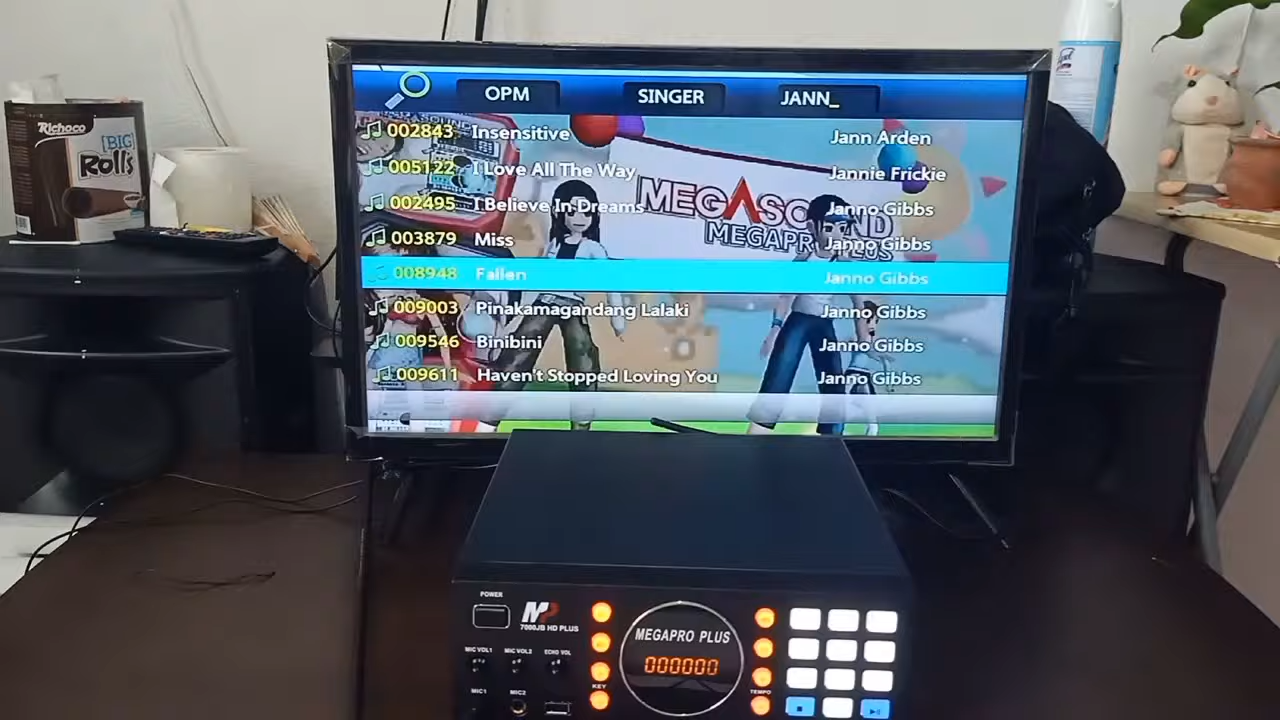 OPM SINGER JANN_
002843 Insensitive Jann Arden
005122 I Love All The Way Jannie Frickie
002495 I Believe In Dreams Janno Gibbs
003879 Miss Janno Gibbs
008948 Fallen Janno Gibbs
009003 Pinakamagandang Lalaki Janno Gibbs
009546 Binibini Janno Gibbs
009611 Haven't Stopped Loving You Janno Gibbs
MEGASOUND
MEGAPRO PLUS
Richoco
[BIG]
Rolls
POWER
MP
7000JB HD PLUS
MIC VOL1 MIC VOL2 ECHO VOL
MIC1 MIC2
KEY
MEGAPRO PLUS
000000
TEMPO